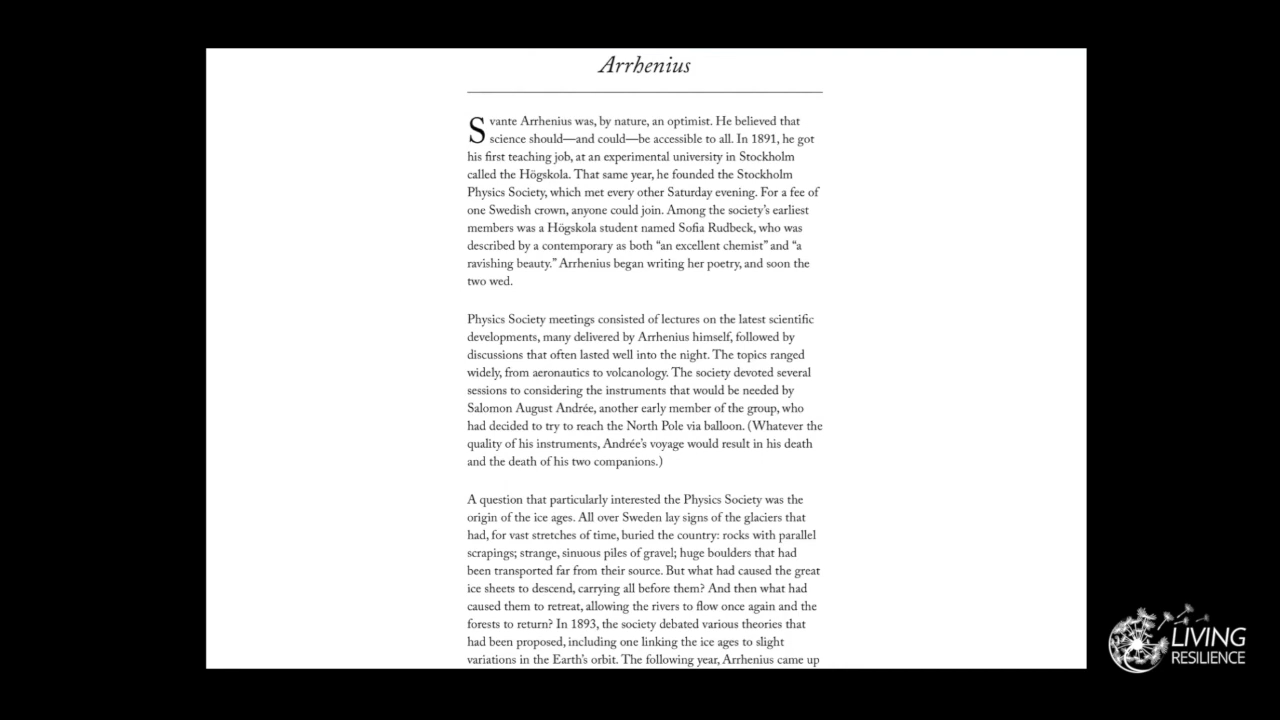 Arrhenius
Svante Arrhenius was, by nature, an optimist. He believed that
science should—and could—be accessible to all. In 1891, he got
his first teaching job, at an experimental university in Stockholm
called the Högskola. That same year, he founded the Stockholm
Physics Society, which met every other Saturday evening. For a fee of
one Swedish crown, anyone could join. Among the society’s earliest
members was a Högskola student named Sofia Rudbeck, who was
described by a contemporary as both “an excellent chemist” and “a
ravishing beauty.” Arrhenius began writing her poetry, and soon the
two wed.
Physics Society meetings consisted of lectures on the latest scientific
developments, many delivered by Arrhenius himself, followed by
discussions that often lasted well into the night. The topics ranged
widely, from aeronautics to volcanology. The society devoted several
sessions to considering the instruments that would be needed by
Salomon August Andrée, another early member of the group, who
had decided to try to reach the North Pole via balloon. (Whatever the
quality of his instruments, Andrée’s voyage would result in his death
and the death of his two companions.)
A question that particularly interested the Physics Society was the
origin of the ice ages. All over Sweden lay signs of the glaciers that
had, for vast stretches of time, buried the country: rocks with parallel
scrapings; strange, sinuous piles of gravel; huge boulders that had
been transported far from their source. But what had caused the great
ice sheets to descend, carrying all before them? And then what had
caused them to retreat, allowing the rivers to flow once again and the
forests to return? In 1893, the society debated various theories that
had been proposed, including one linking the ice ages to slight
variations in the Earth’s orbit. The following year, Arrhenius came up
LIVING
RESILIENCE